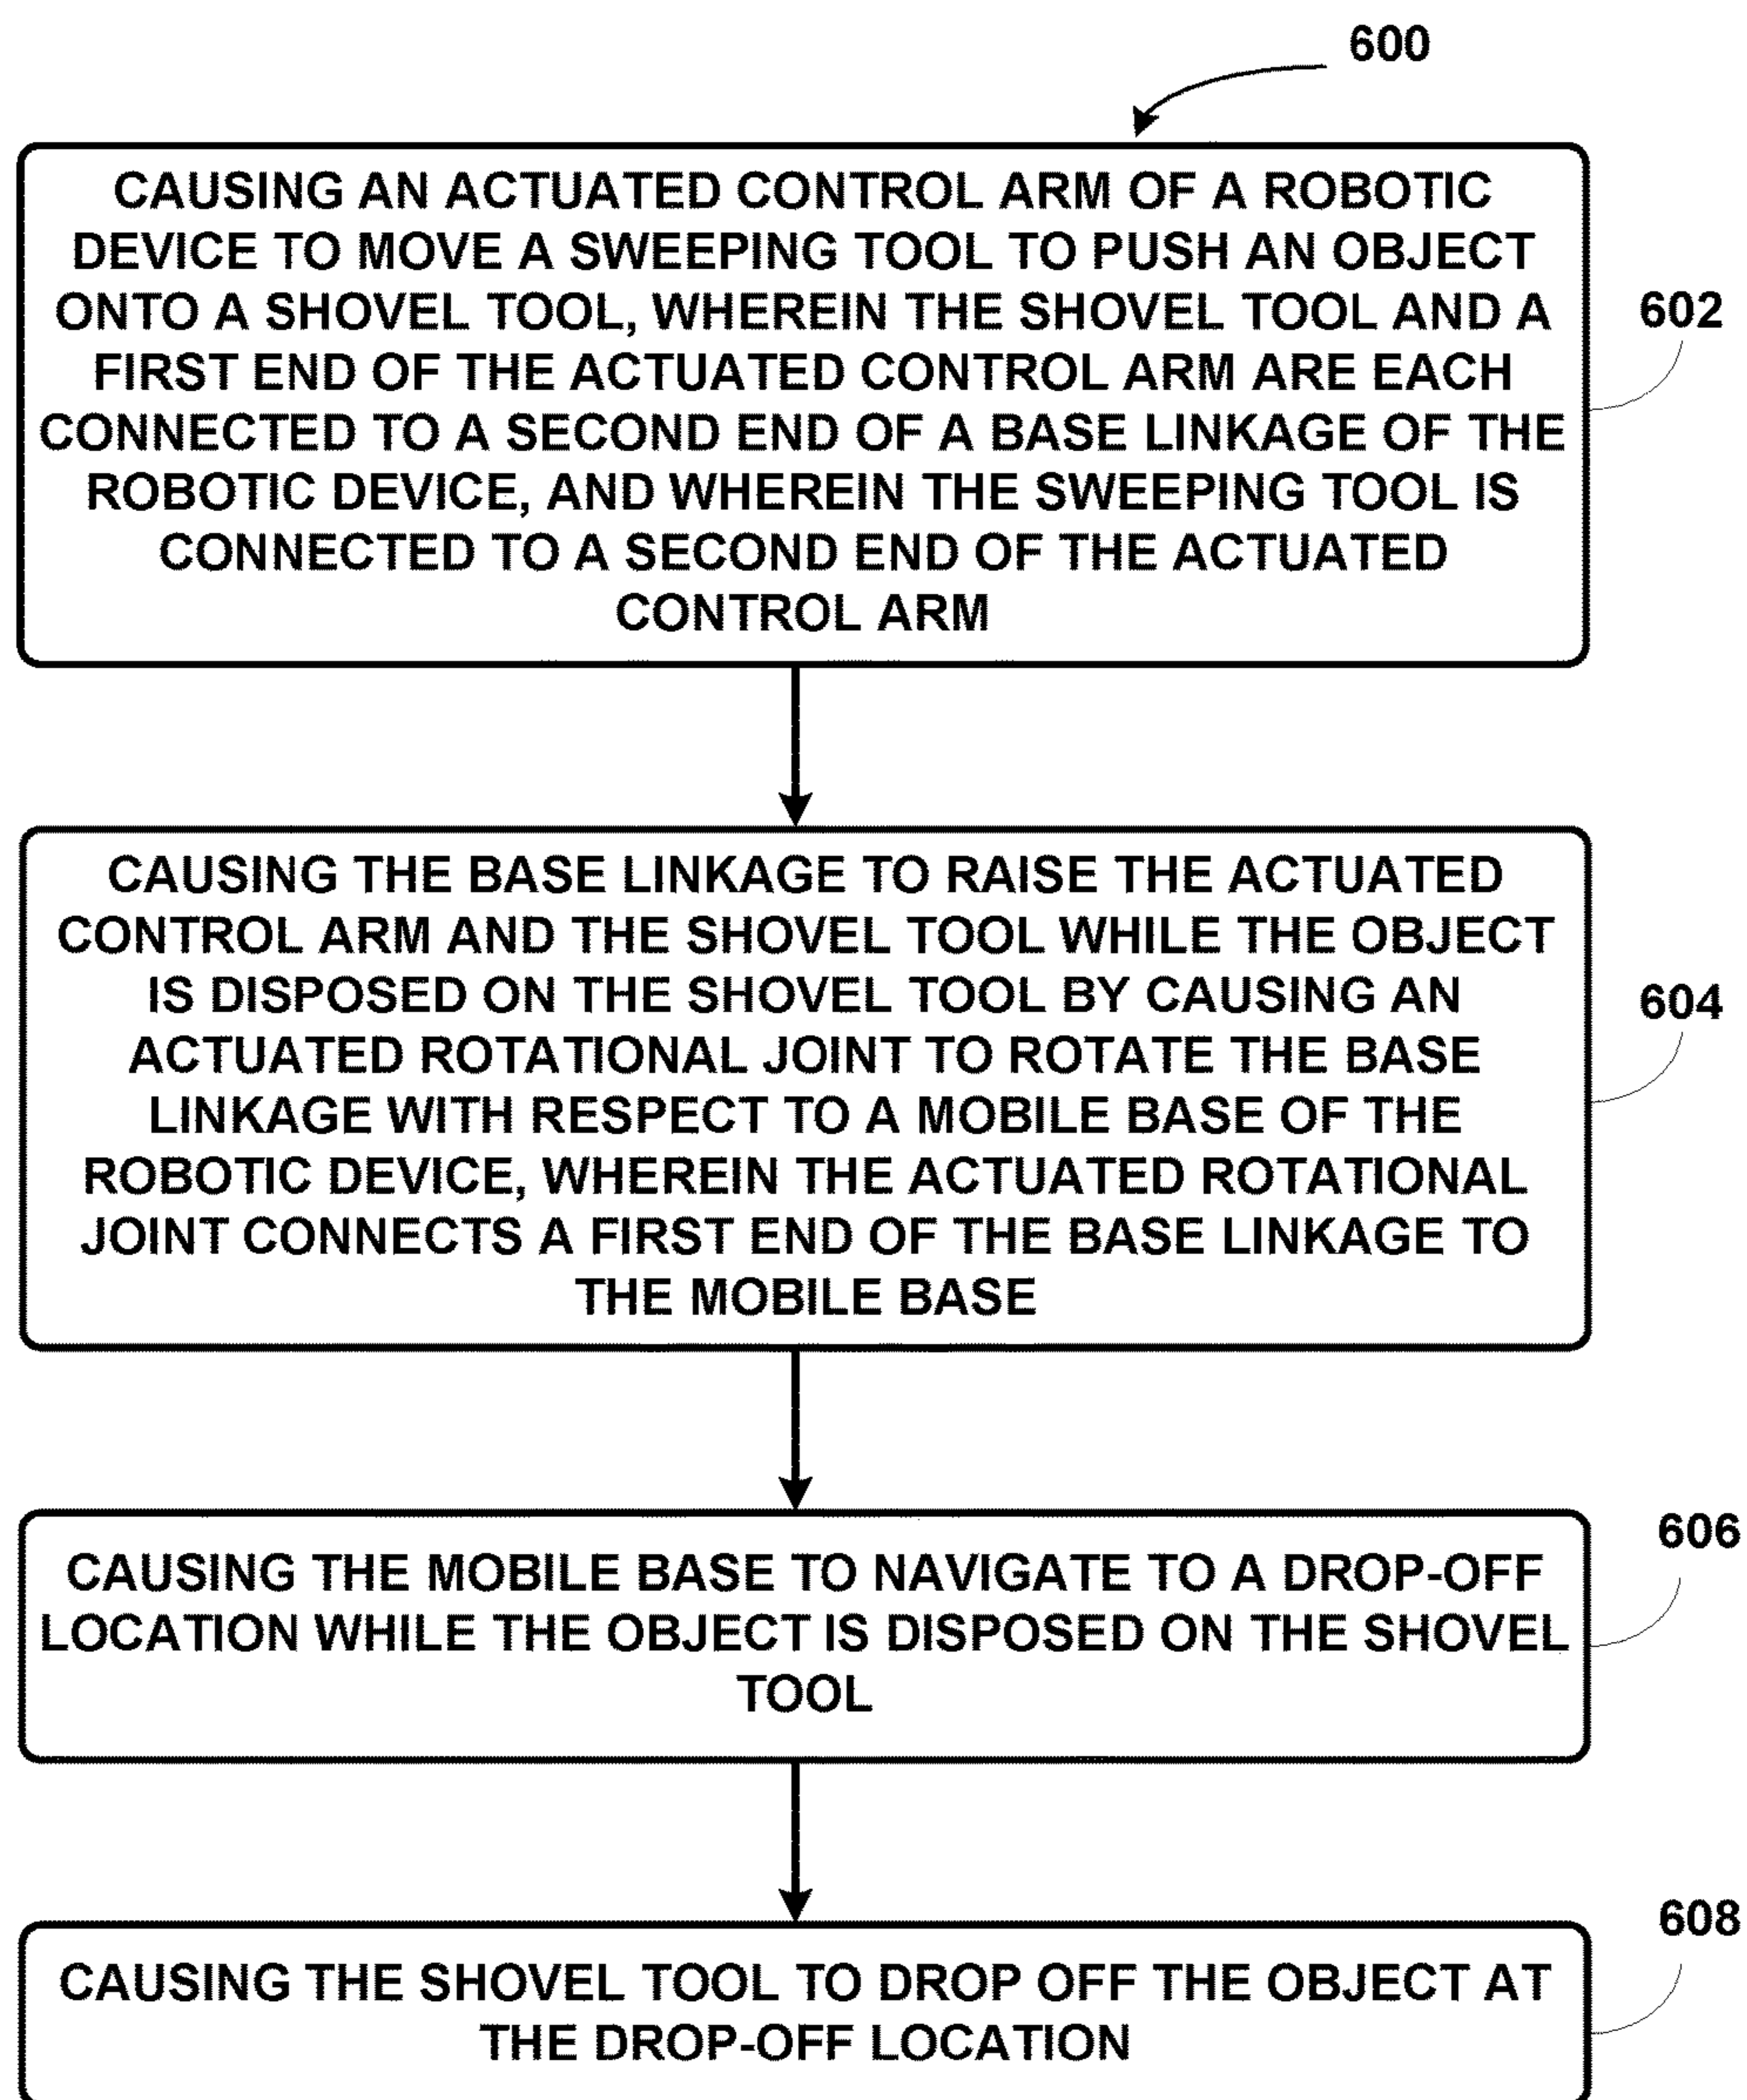 600
CAUSING AN ACTUATED CONTROL ARM OF A ROBOTIC
DEVICE TO MOVE A SWEEPING TOOL TO PUSH AN OBJECT
ONTO A SHOVEL TOOL, WHEREIN THE SHOVEL TOOL AND A
FIRST END OF THE ACTUATED CONTROL ARM ARE EACH
CONNECTED TO A SECOND END OF A BASE LINKAGE OF THE
ROBOTIC DEVICE, AND WHEREIN THE SWEEPING TOOL IS
CONNECTED TO A SECOND END OF THE ACTUATED
CONTROL ARM
602
CAUSING THE BASE LINKAGE TO RAISE THE ACTUATED
CONTROL ARM AND THE SHOVEL TOOL WHILE THE OBJECT
IS DISPOSED ON THE SHOVEL TOOL BY CAUSING AN
ACTUATED ROTATIONAL JOINT TO ROTATE THE BASE
LINKAGE WITH RESPECT TO A MOBILE BASE OF THE
ROBOTIC DEVICE, WHEREIN THE ACTUATED ROTATIONAL
JOINT CONNECTS A FIRST END OF THE BASE LINKAGE TO
THE MOBILE BASE
604
CAUSING THE MOBILE BASE TO NAVIGATE TO A DROP-OFF
LOCATION WHILE THE OBJECT IS DISPOSED ON THE SHOVEL
TOOL
606
CAUSING THE SHOVEL TOOL TO DROP OFF THE OBJECT AT
THE DROP-OFF LOCATION
608